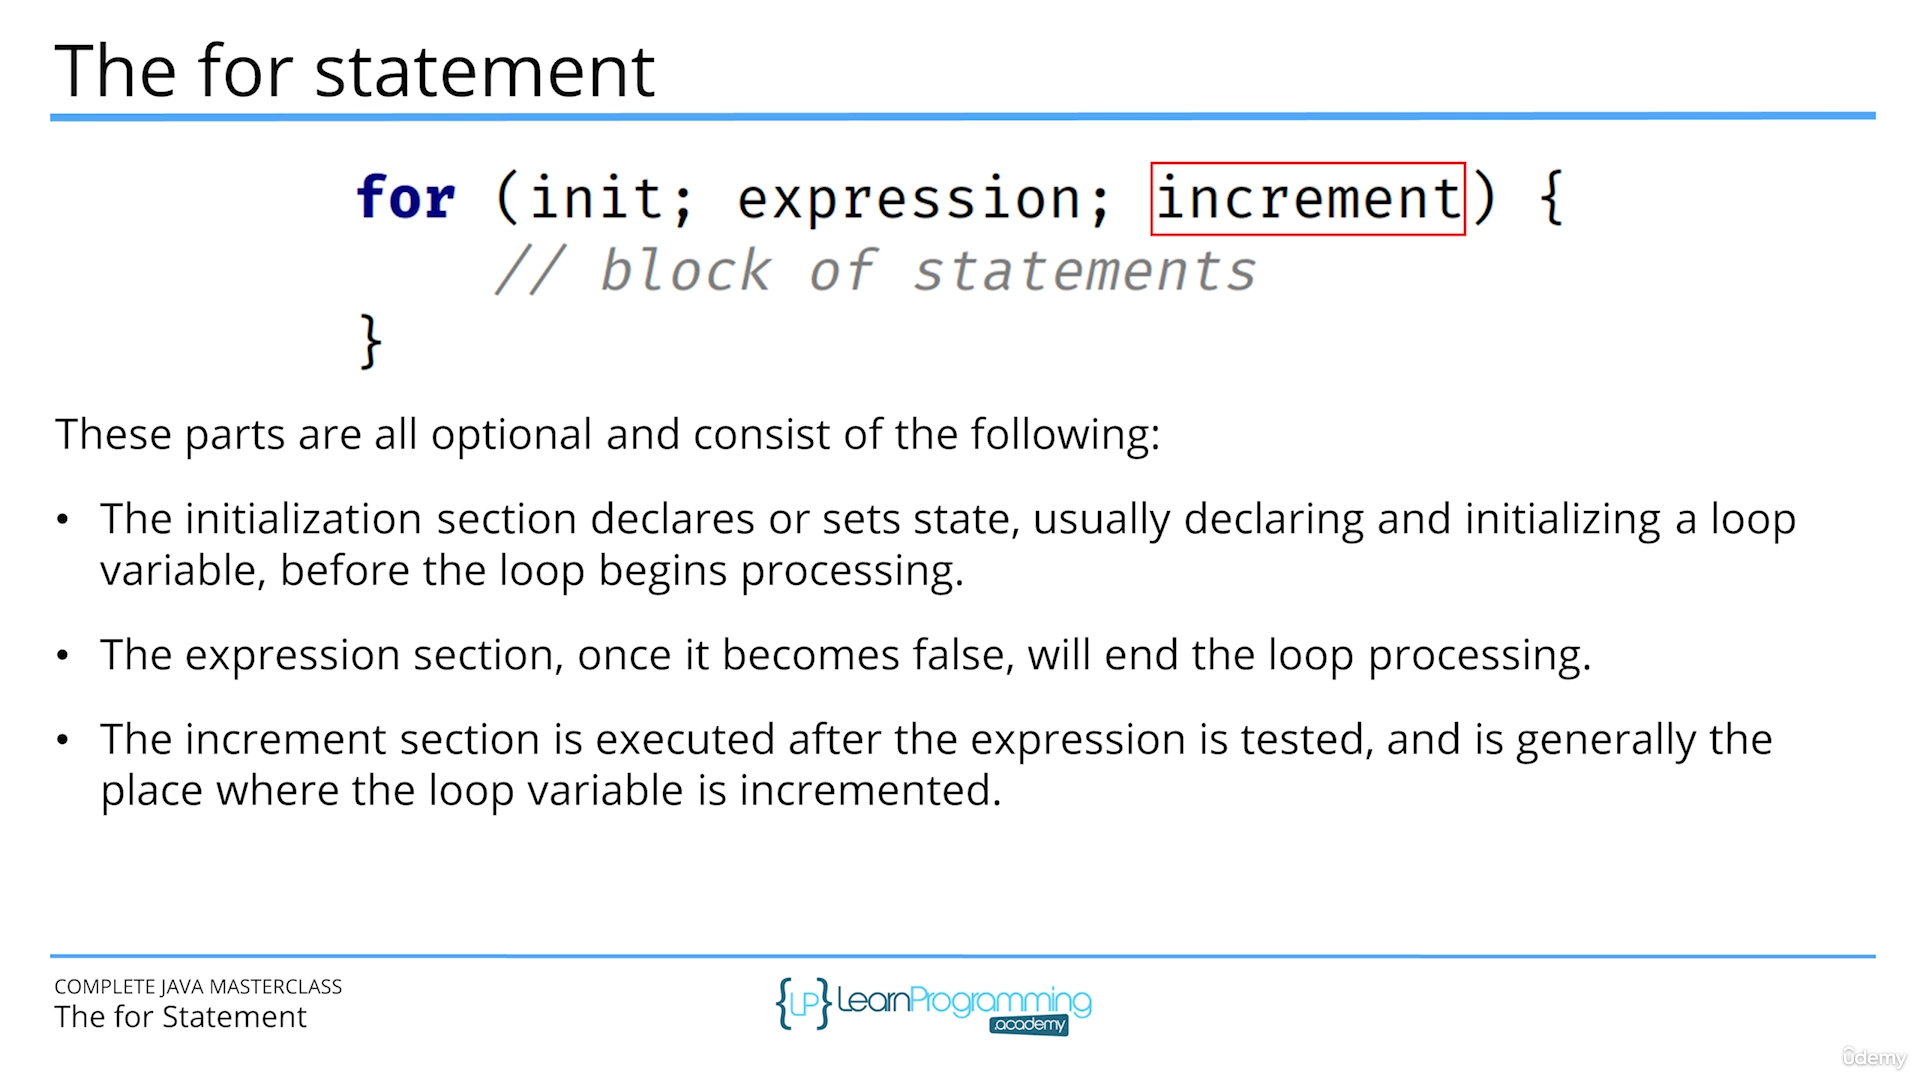 The for statement
for (init; expression; increment) {
// block of statements
}
These parts are all optional and consist of the following:
• The initialization section declares or sets state, usually declaring and initializing a loop
variable, before the loop begins processing.
• The expression section, once it becomes false, will end the loop processing.
• The increment section is executed after the expression is tested, and is generally the
place where the loop variable is incremented.
COMPLETE JAVA MASTERCLASS
The for Statement
{LP} LearnProgramming
.academy
ûdemy